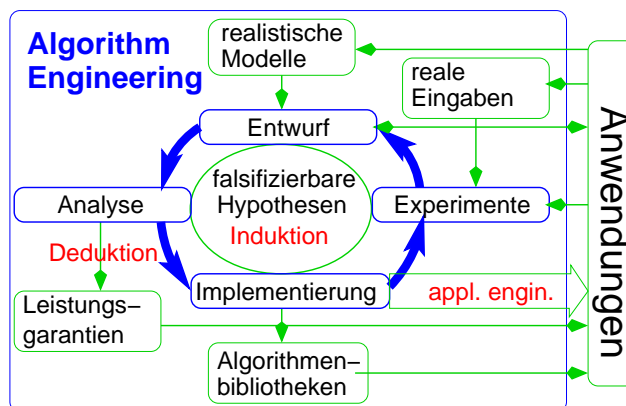 Algorithm
Engineering
realistische
Modelle
reale
Eingaben
Entwurf
falsifizierbare
Hypothesen
Induktion
Analyse
Experimente
Deduktion
Implementierung
appl. engin.
Leistungs–
garantien
Algorithmen–
bibliotheken
Anwendungen